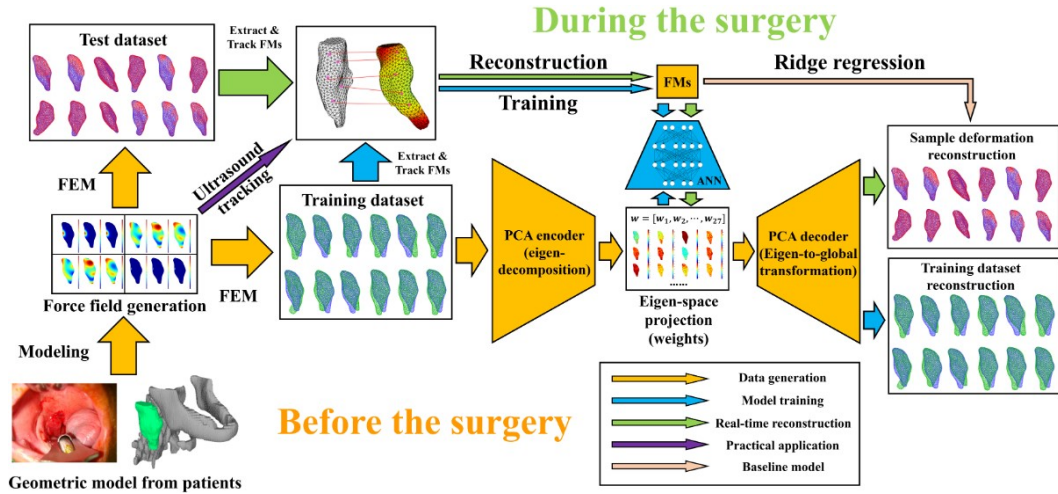 During the surgery
Test dataset
Extract &
Track FMs
Reconstruction
Training
FMs
Ridge regression
Sample deformation
reconstruction
FEM
Ultrasound
tracking
Extract &
Track FMs
ANN
Training dataset
Force field generation
FEM
PCA encoder
(eigen-
decomposition)
w = [w₁, w₂, ⋯, w₂₇]
......
Eigen-space
projection
(weights)
PCA decoder
(Eigen-to-global
transformation)
Training dataset
reconstruction
Modeling
Geometric model from patients
Before the surgery
Data generation
Model training
Real-time reconstruction
Practical application
Baseline model